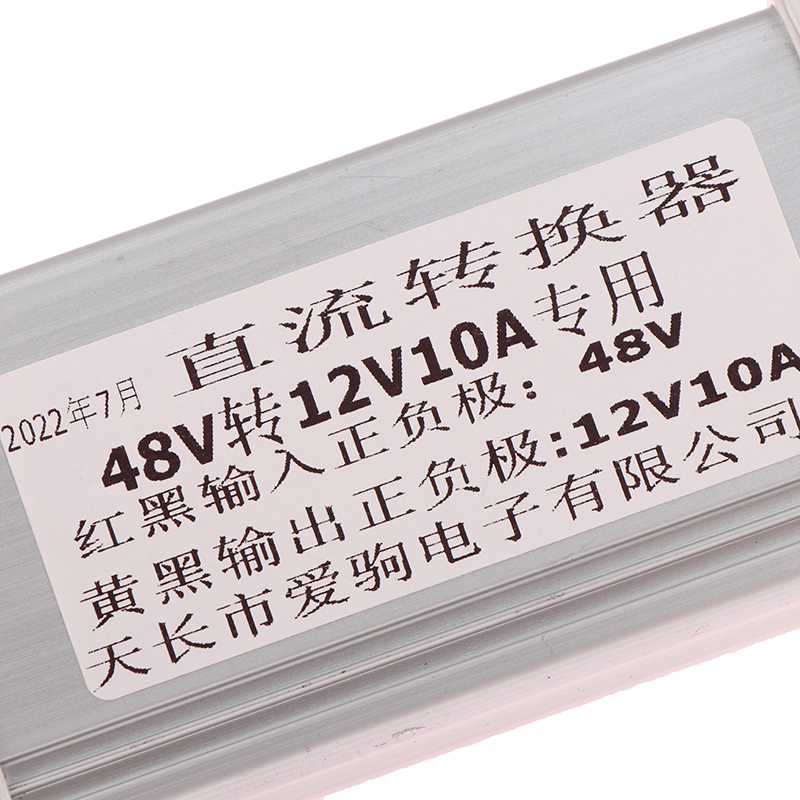 直流转换器
2022年7月
48V转12V10A专用
红黑输入正负极：48V
黄黑输出正负极:12V10A
天长市爱驹电子有限公司